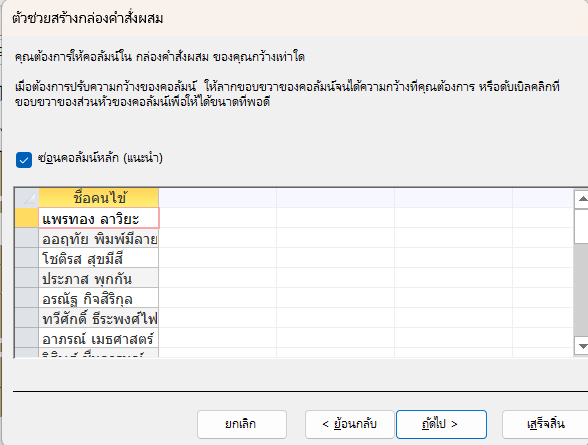 ตัวช่วยสร้างกล่องคำสั่งผสม
คุณต้องการให้คอลัมน์ใน กล่องคำสั่งผสม ของคุณกว้างเท่าใด
เมื่อต้องการปรับความกว้างของคอลัมน์ ให้ลากขอบขวาของคอลัมน์จนได้ความกว้างที่คุณต้องการ หรือดับเบิลคลิกที่
ขอบขวาของส่วนหัวของคอลัมน์เพื่อให้ได้ขนาดที่พอดี
ซ่อนคอลัมน์หลัก (แนะนำ)
ชื่อคนไข้
แพรทอง ลาวิยะ
ออฤทัย พิมพ์มีลาย
โชติรส สุขมีสี
ประภาส พุกกัน
อรณัฐ กิจสิริกุล
ทวีศักดิ์ ธีระพงศ์ไพ
อาภรณ์ เมธศาสตร์
ยกเลิก
< ย้อนกลับ
ถัดไป >
เสร็จสิ้น